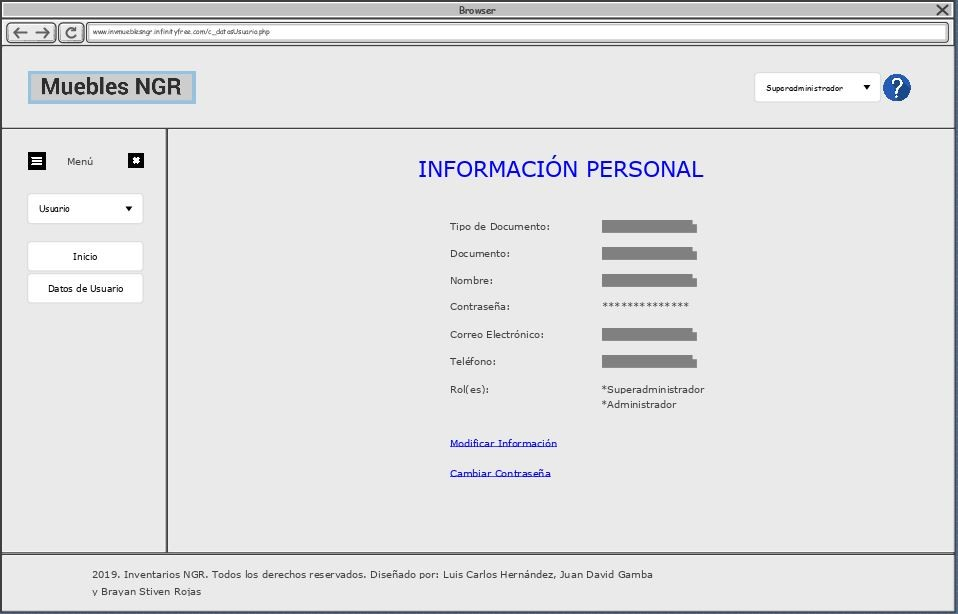 Browser
www.invmueblesngr.infinityfree.com/c_datosUsuario.php
Muebles NGR
Superadministrador
?
Menú
Usuario
Inicio
Datos de Usuario
INFORMACIÓN PERSONAL
Tipo de Documento:
Documento:
Nombre:
Contraseña: **************
Correo Electrónico:
Teléfono:
Rol(es): *Superadministrador
*Administrador
Modificar Información
Cambiar Contraseña
2019. Inventarios NGR. Todos los derechos reservados. Diseñado por: Luis Carlos Hernández, Juan David Gamba
y Brayan Stiven Rojas